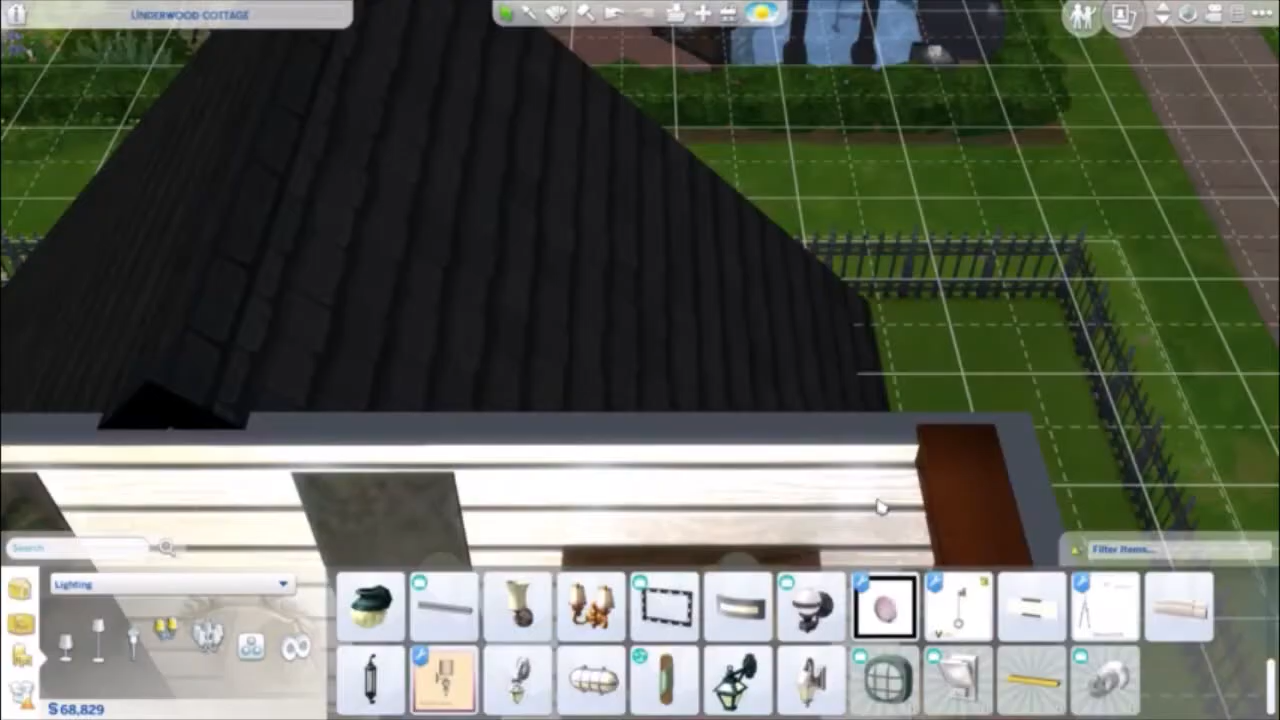 UNDERWOOD COTTAGE
Search
Filter Items...
Lighting
$68,829